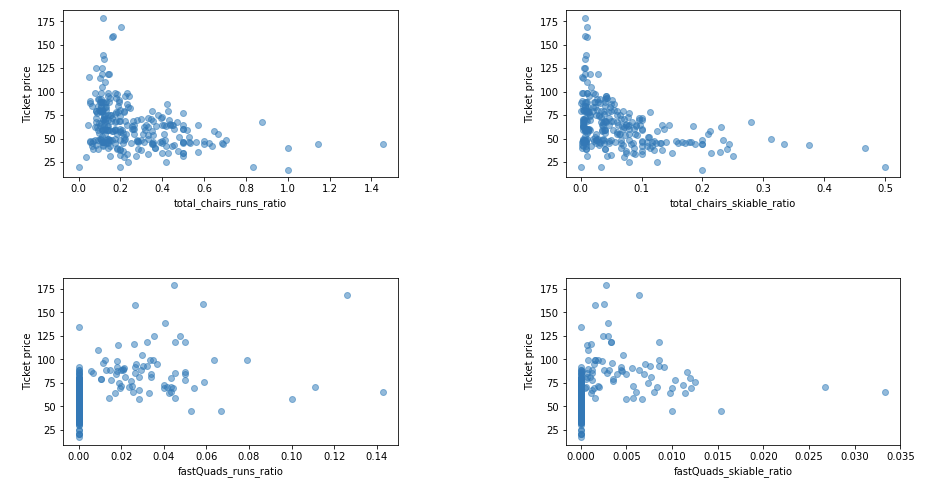 175
150
125
100
75
50
25
Ticket price
0.0 0.2 0.4 0.6 0.8 1.0 1.2 1.4
total_chairs_runs_ratio
175
150
125
100
75
50
25
Ticket price
0.0 0.1 0.2 0.3 0.4 0.5
total_chairs_skiable_ratio
175
150
125
100
75
50
25
Ticket price
0.00 0.02 0.04 0.06 0.08 0.10 0.12 0.14
fastQuads_runs_ratio
175
150
125
100
75
50
25
Ticket price
0.000 0.005 0.010 0.015 0.020 0.025 0.030 0.035
fastQuads_skiable_ratio